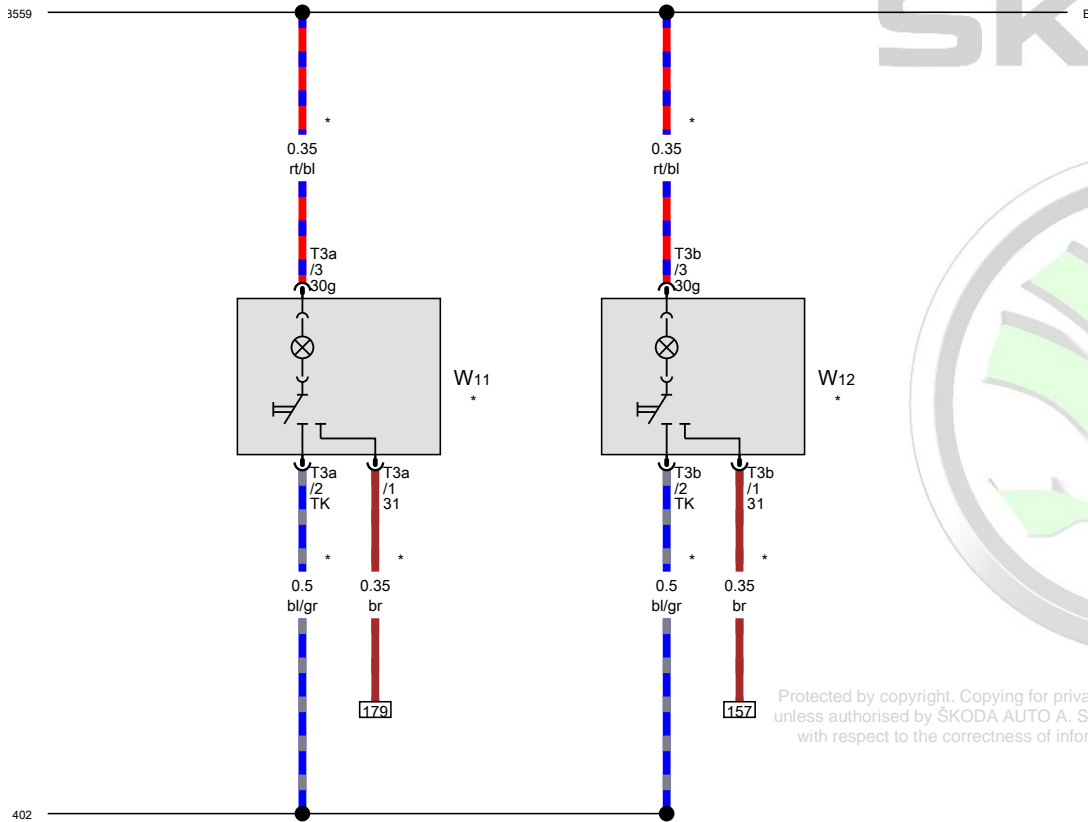 3559
SK
*
*
0.35
rt/bl
0.35
rt/bl
T3a
/3
30g
T3b
/3
30g
W11
*
W12
*
T3a
/2
TK
T3a
/1
31
T3b
/2
TK
T3b
/1
31
*
*
*
*
0.5
bl/gr
0.35
br
0.5
bl/gr
0.35
br
179
157
Protected by copyright. Copying for
unless authorised by ŠKODA AUTO A. S
with respect to the correctness of
402